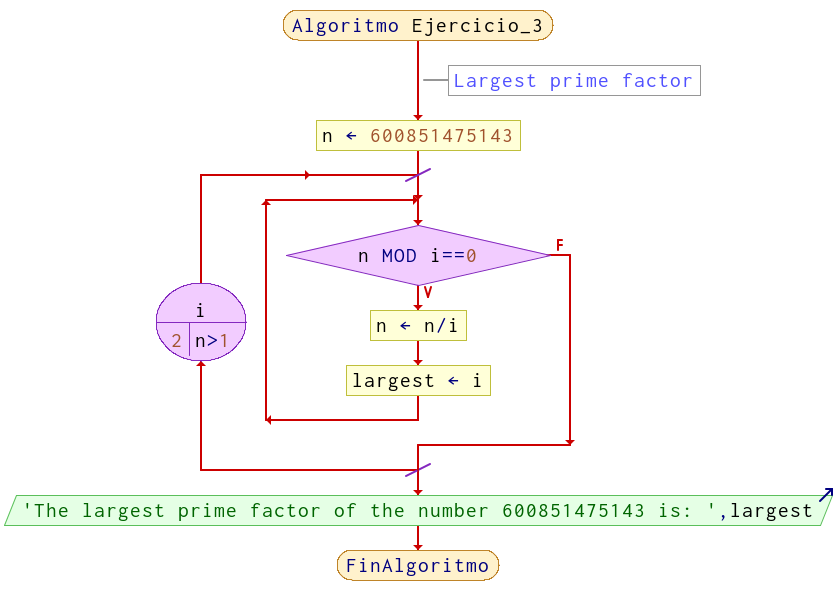 Algoritmo Ejercicio_3
Largest prime factor
n ← 600851475143
n MOD i==0
F
V
i
2 n>1
n ← n/i
largest ← i
'The largest prime factor of the number 600851475143 is: ',largest
FinAlgoritmo